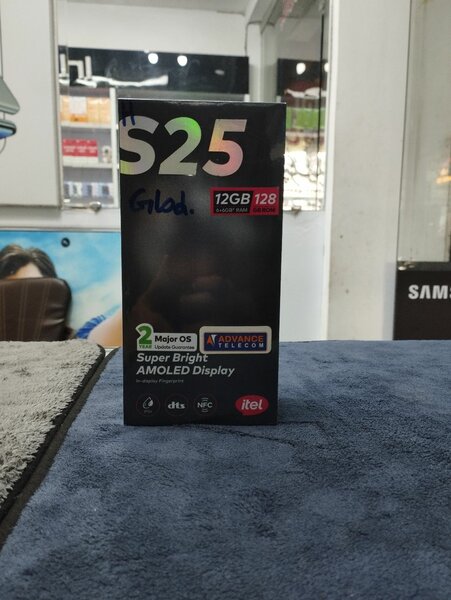 S25
Glod.
12GB 128
6+6GB* RAM GB ROM
2 YEAR Major OS
Update Guarantee
ADVANCE
TELECOM
Super Bright
AMOLED Display
In-display Fingerprint
dts
NFC
itel
SAMS